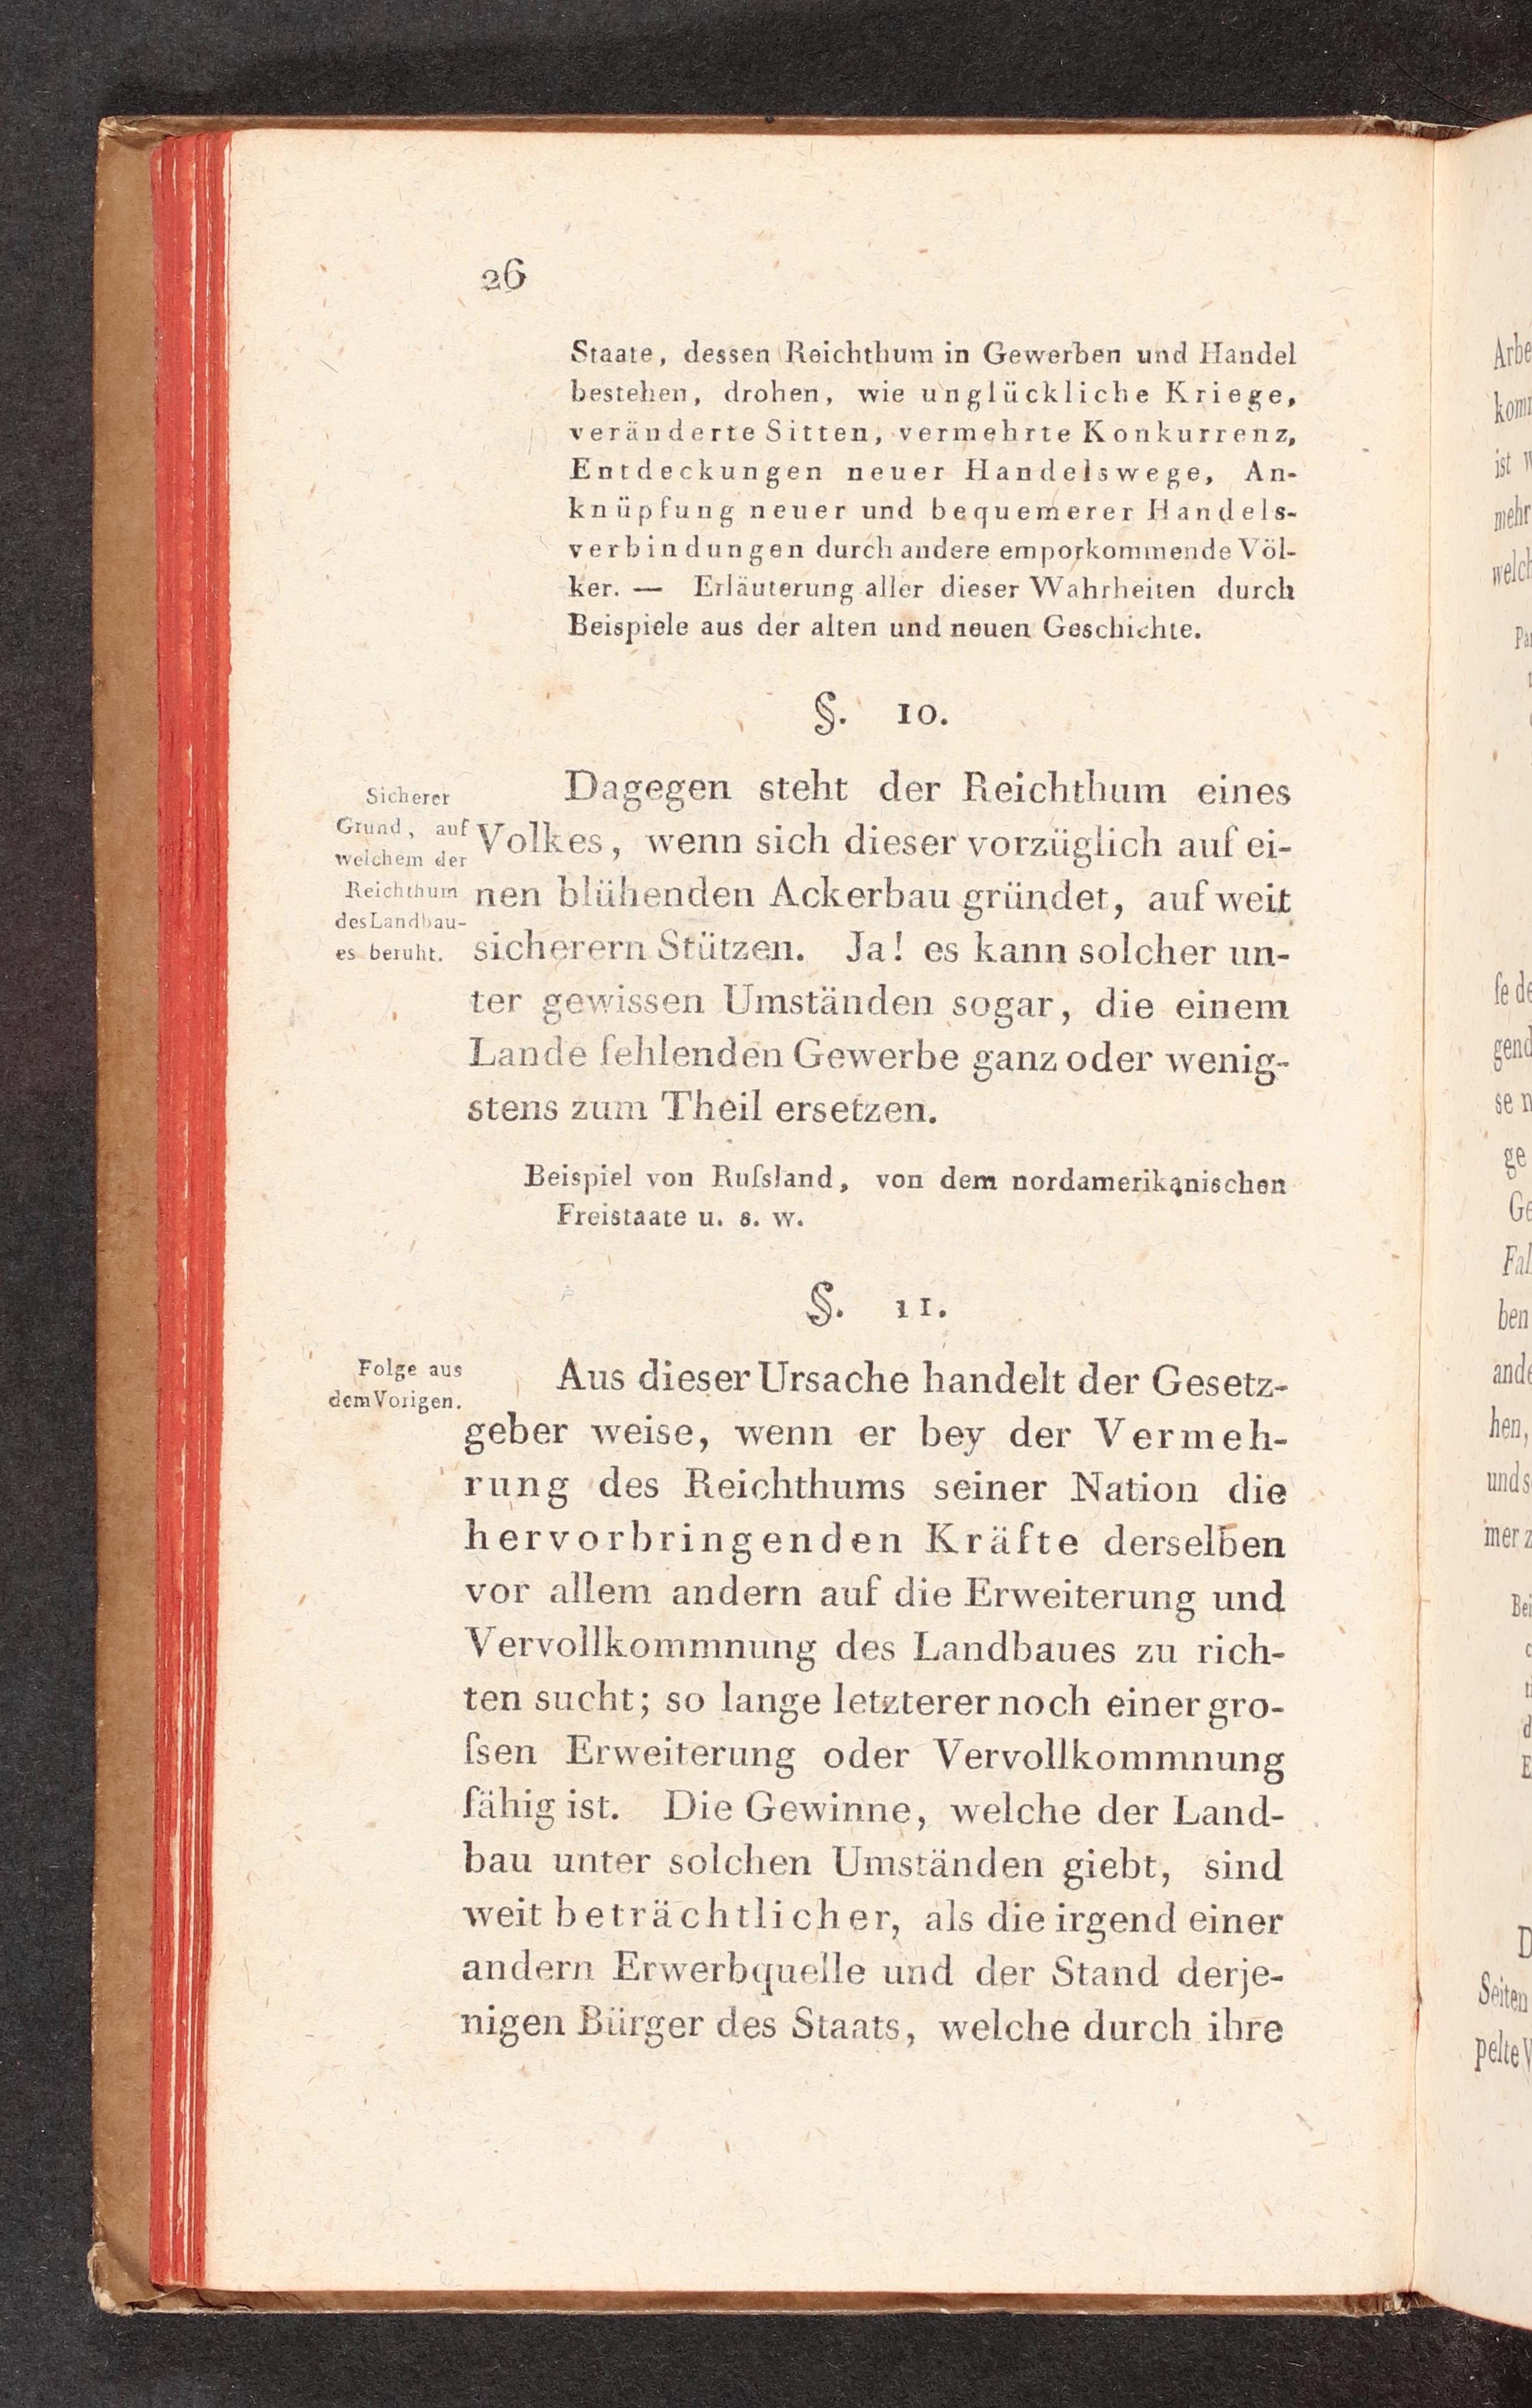 26
Staate, dessen Reichthum in Gewerben und Handel
bestehen, drohen, wie unglückliche Kriege,
veränderte Sitten, vermehrte Konkurrenz,
Entdeckungen neuer Handelswege, An-
knüpfung neuer und bequemerer Handels-
verbindungen durch andere emporkommende Völ-
ker. — Erläuterung aller dieser Wahrheiten durch
Beispiele aus der alten und neuen Geschichte.
§. 10.
Sicherer
Grund, auf
welchem der
Reichthum
des Landbau-
es beruht.
Dagegen steht der Reichthum eines
Volkes, wenn sich dieser vorzüglich auf ei-
nen blühenden Ackerbau gründet, auf weit
sicherern Stützen. Ja! es kann solcher un-
ter gewissen Umständen sogar, die einem
Lande fehlenden Gewerbe ganz oder wenig-
stens zum Theil ersetzen.
Beispiel von Ruſsland, von dem nordamerikanischen
Freistaate u. s. w.
§. 11.
Folge aus
dem Vorigen.
Aus dieser Ursache handelt der Gesetz-
geber weise, wenn er bey der Vermeh-
rung des Reichthums seiner Nation die
hervorbringenden Kräfte derselben
vor allem andern auf die Erweiterung und
Vervollkommnung des Landbaues zu rich-
ten sucht; so lange letzterer noch einer gro-
ſsen Erweiterung oder Vervollkommnung
fähig ist. Die Gewinne, welche der Land-
bau unter solchen Umständen giebt, sind
weit beträchtlicher, als die irgend einer
andern Erwerbquelle und der Stand derje-
nigen Bürger des Staats, welche durch ihre